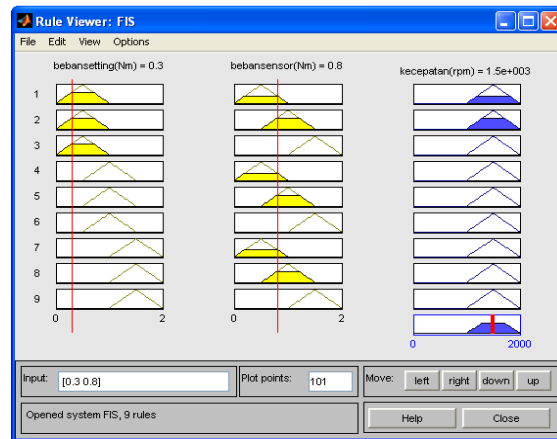 Rule Viewer: FIS
File Edit View Options
bebansetting(Nm) = 0.3 bebansensor(Nm) = 0.8 kecepatan(rpm) = 1.5e+003
1
2
3
4
5
6
7
8
9
0 2 0 2
0 2000
Input: [0.3 0.8] Plot points: 101 Move: left right down up
Opened system FIS, 9 rules Help Close